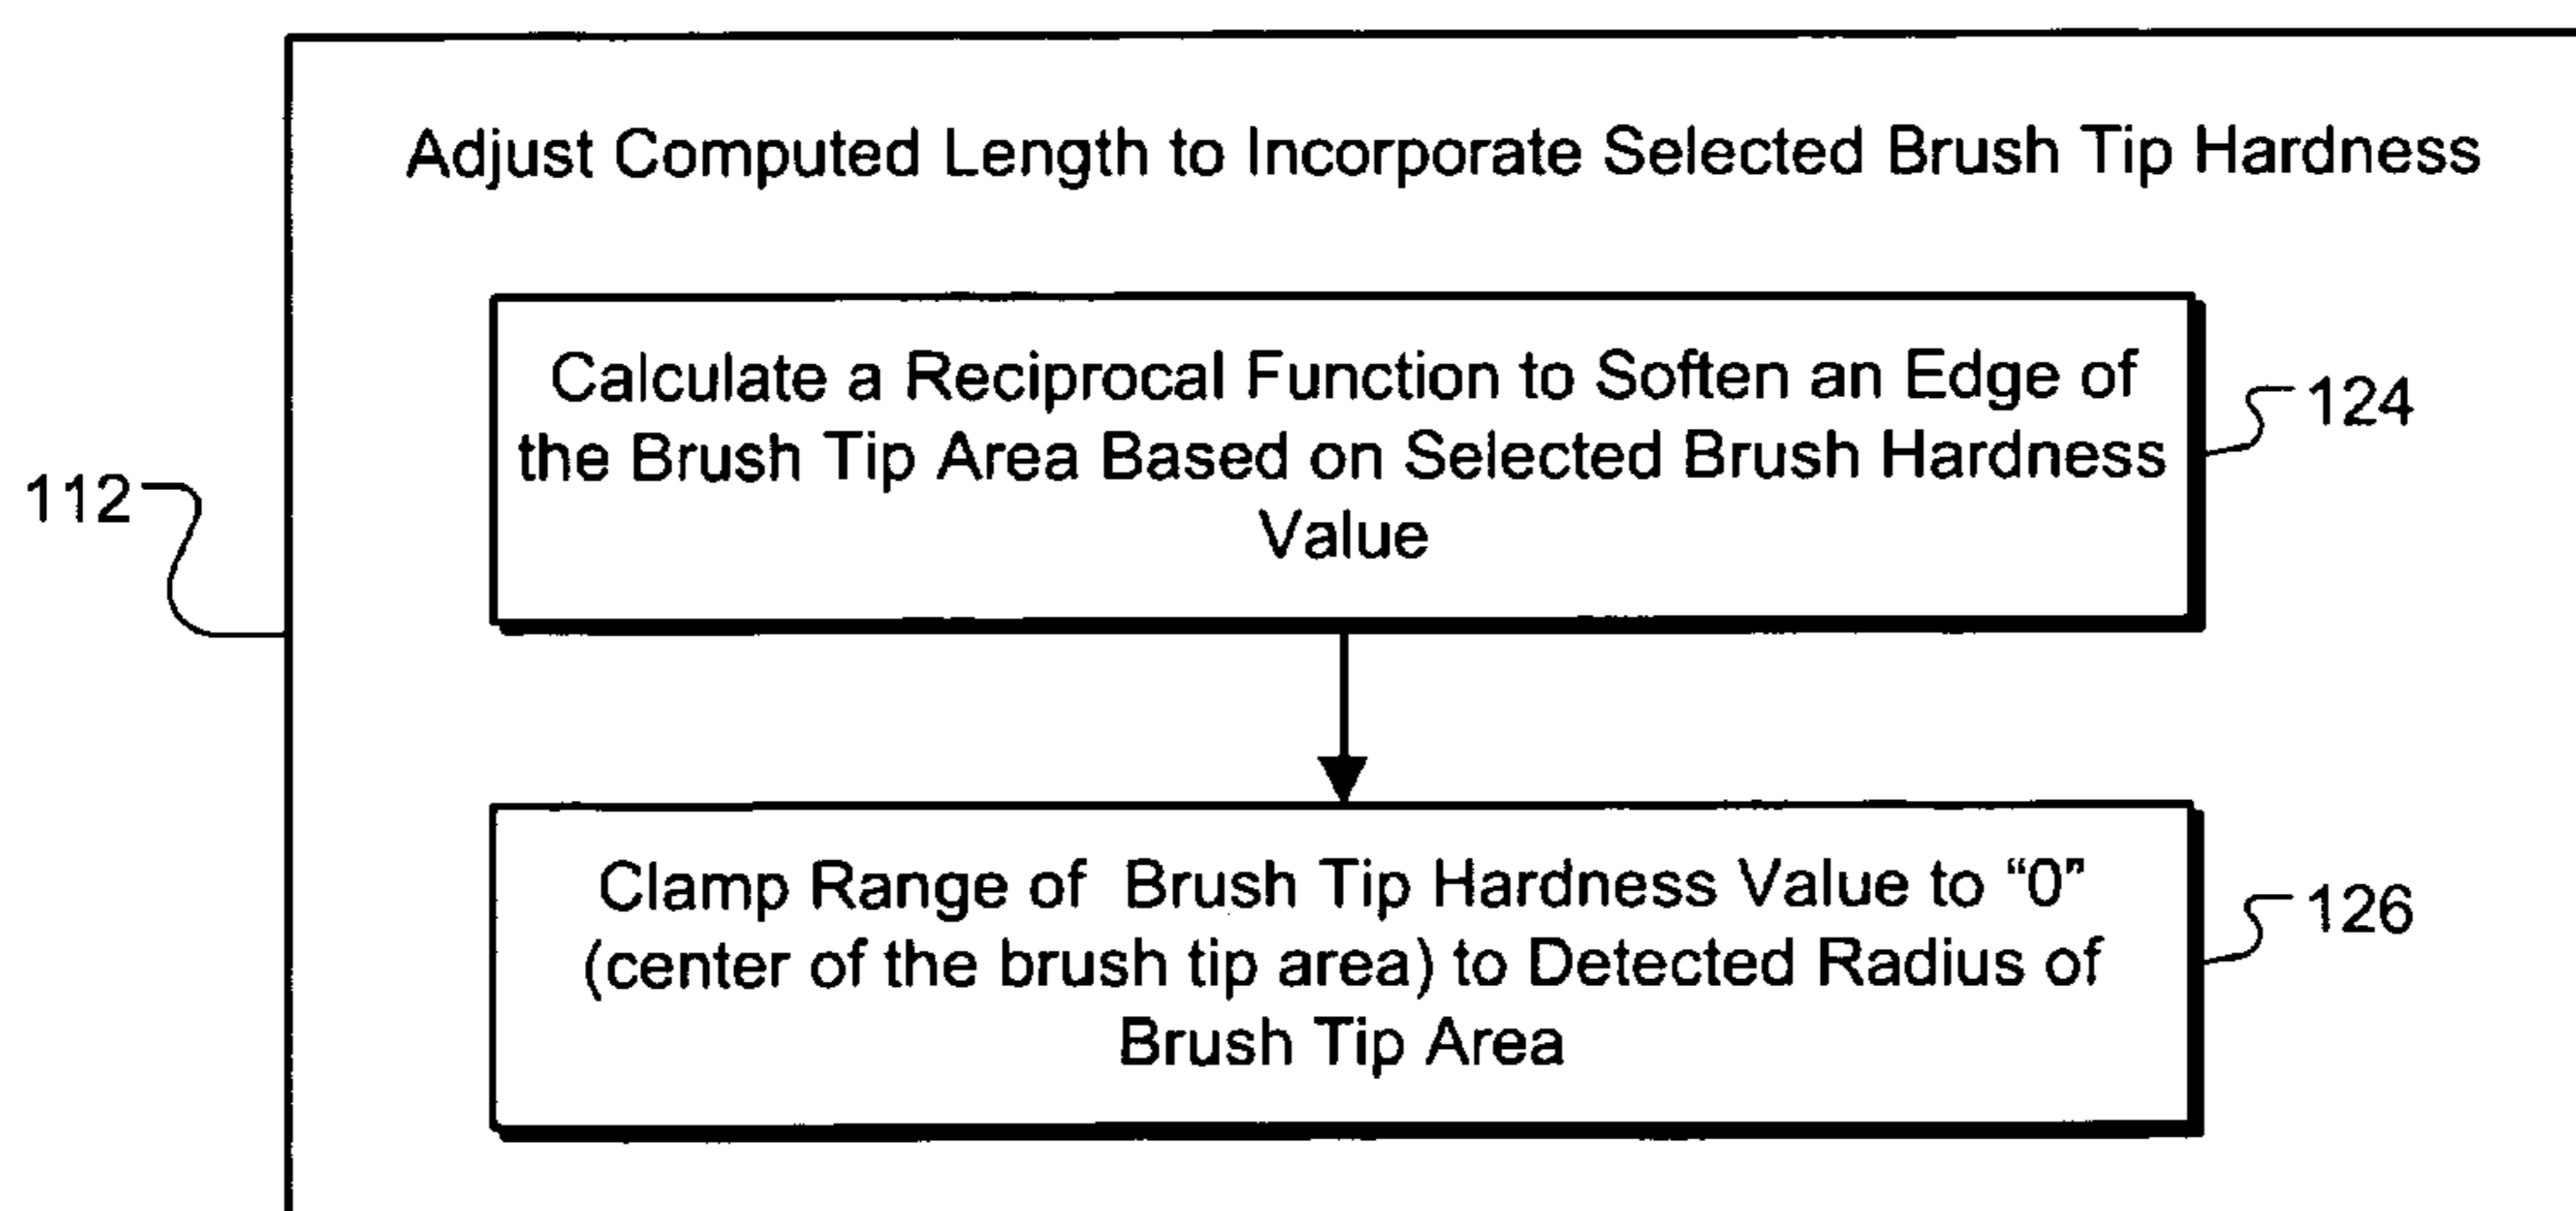 Adjust Computed Length to Incorporate Selected Brush Tip Hardness
Calculate a Reciprocal Function to Soften an Edge of
the Brush Tip Area Based on Selected Brush Hardness
Value
124
112
Clamp Range of Brush Tip Hardness Value to “0”
(center of the brush tip area) to Detected Radius of
Brush Tip Area
126